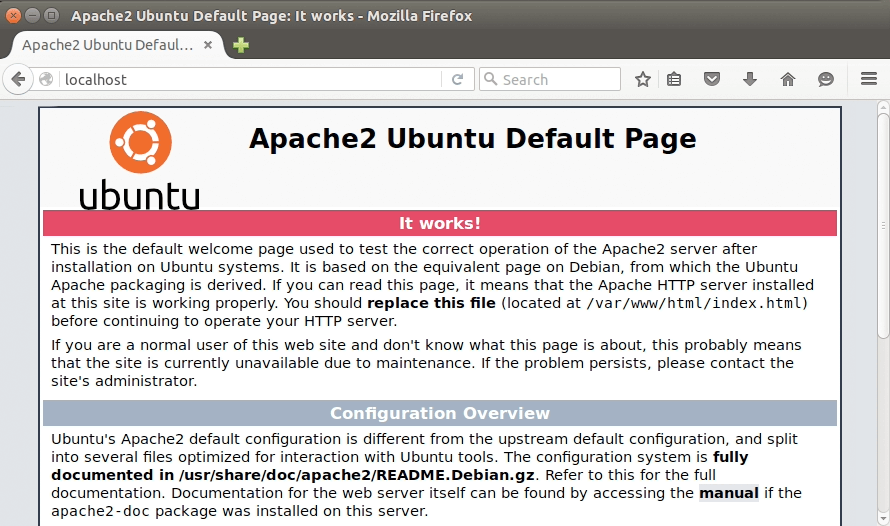 Apache2 Ubuntu Default Page: It works - Mozilla Firefox
Apache2 Ubuntu Defaul...
localhost
Search
Apache2 Ubuntu Default Page
ubuntu
It works!
This is the default welcome page used to test the correct operation of the Apache2 server after
installation on Ubuntu systems. It is based on the equivalent page on Debian, from which the Ubuntu
Apache packaging is derived. If you can read this page, it means that the Apache HTTP server installed
at this site is working properly. You should replace this file (located at /var/www/html/index.html)
before continuing to operate your HTTP server.
If you are a normal user of this web site and don't know what this page is about, this probably means
that the site is currently unavailable due to maintenance. If the problem persists, please contact the
site's administrator.
Configuration Overview
Ubuntu's Apache2 default configuration is different from the upstream default configuration, and split
into several files optimized for interaction with Ubuntu tools. The configuration system is fully
documented in /usr/share/doc/apache2/README.Debian.gz. Refer to this for the full
documentation. Documentation for the web server itself can be found by accessing the manual if the
apache2-doc package was installed on this server.